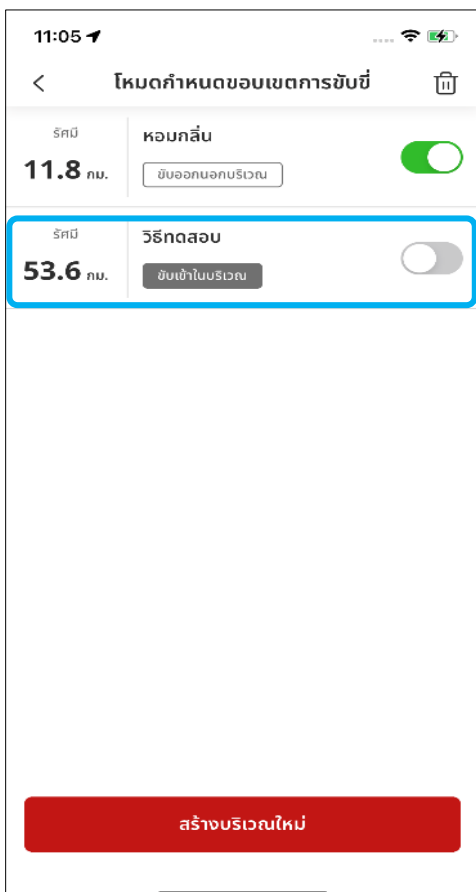 11:05
โหมดกำหนดขอบเขตการขับขี่
รัศมี
11.8 กม.
หอมกลิ่น
ขับออกนอกบริเวณ
รัศมี
53.6 กม.
วิธีทดสอบ
ขับเข้าในบริเวณ
สร้างบริเวณใหม่